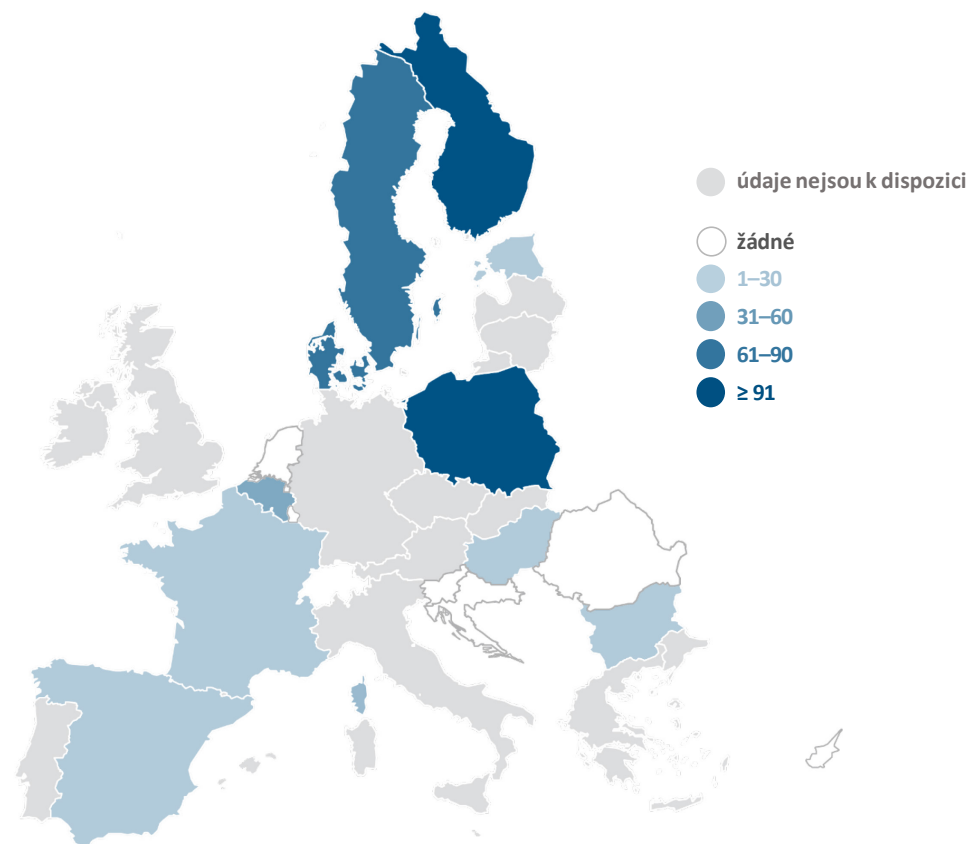 údaje nejsou k dispozici
žádné
1–30
31–60
61–90
≥ 91